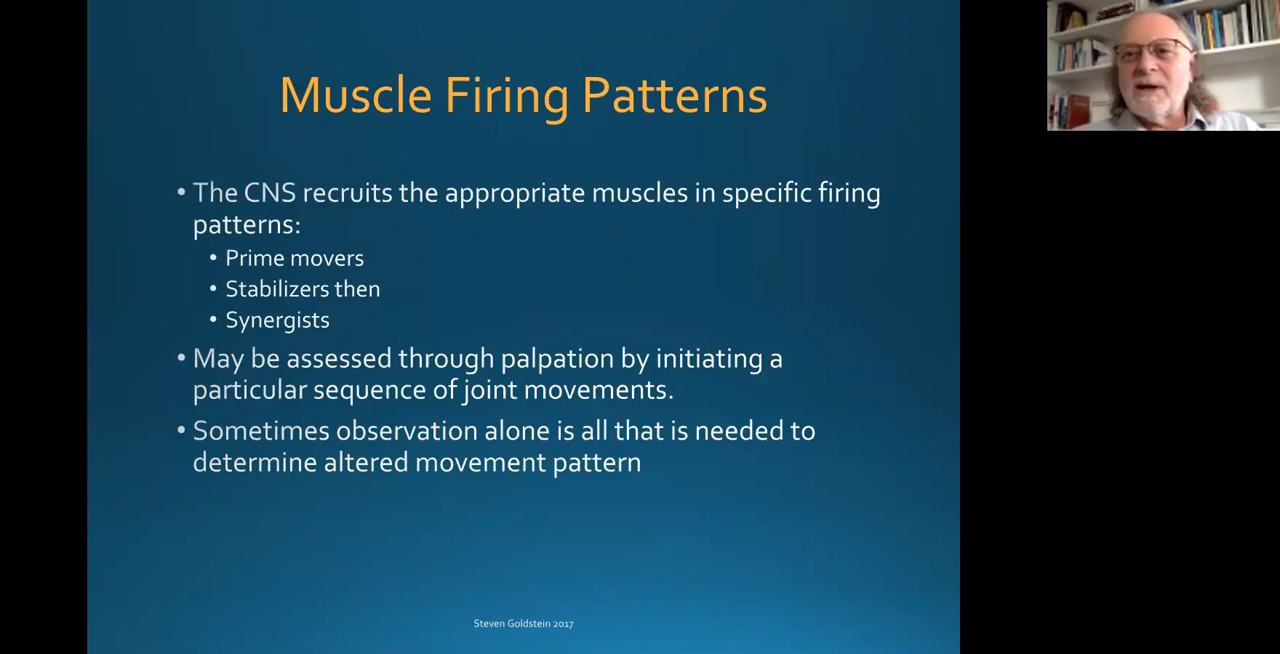 Muscle Firing Patterns
• The CNS recruits the appropriate muscles in specific firing
patterns:
• Prime movers
• Stabilizers then
• Synergists
• May be assessed through palpation by initiating a
particular sequence of joint movements.
• Sometimes observation alone is all that is needed to
determine altered movement pattern
Steven Goldstein 2017